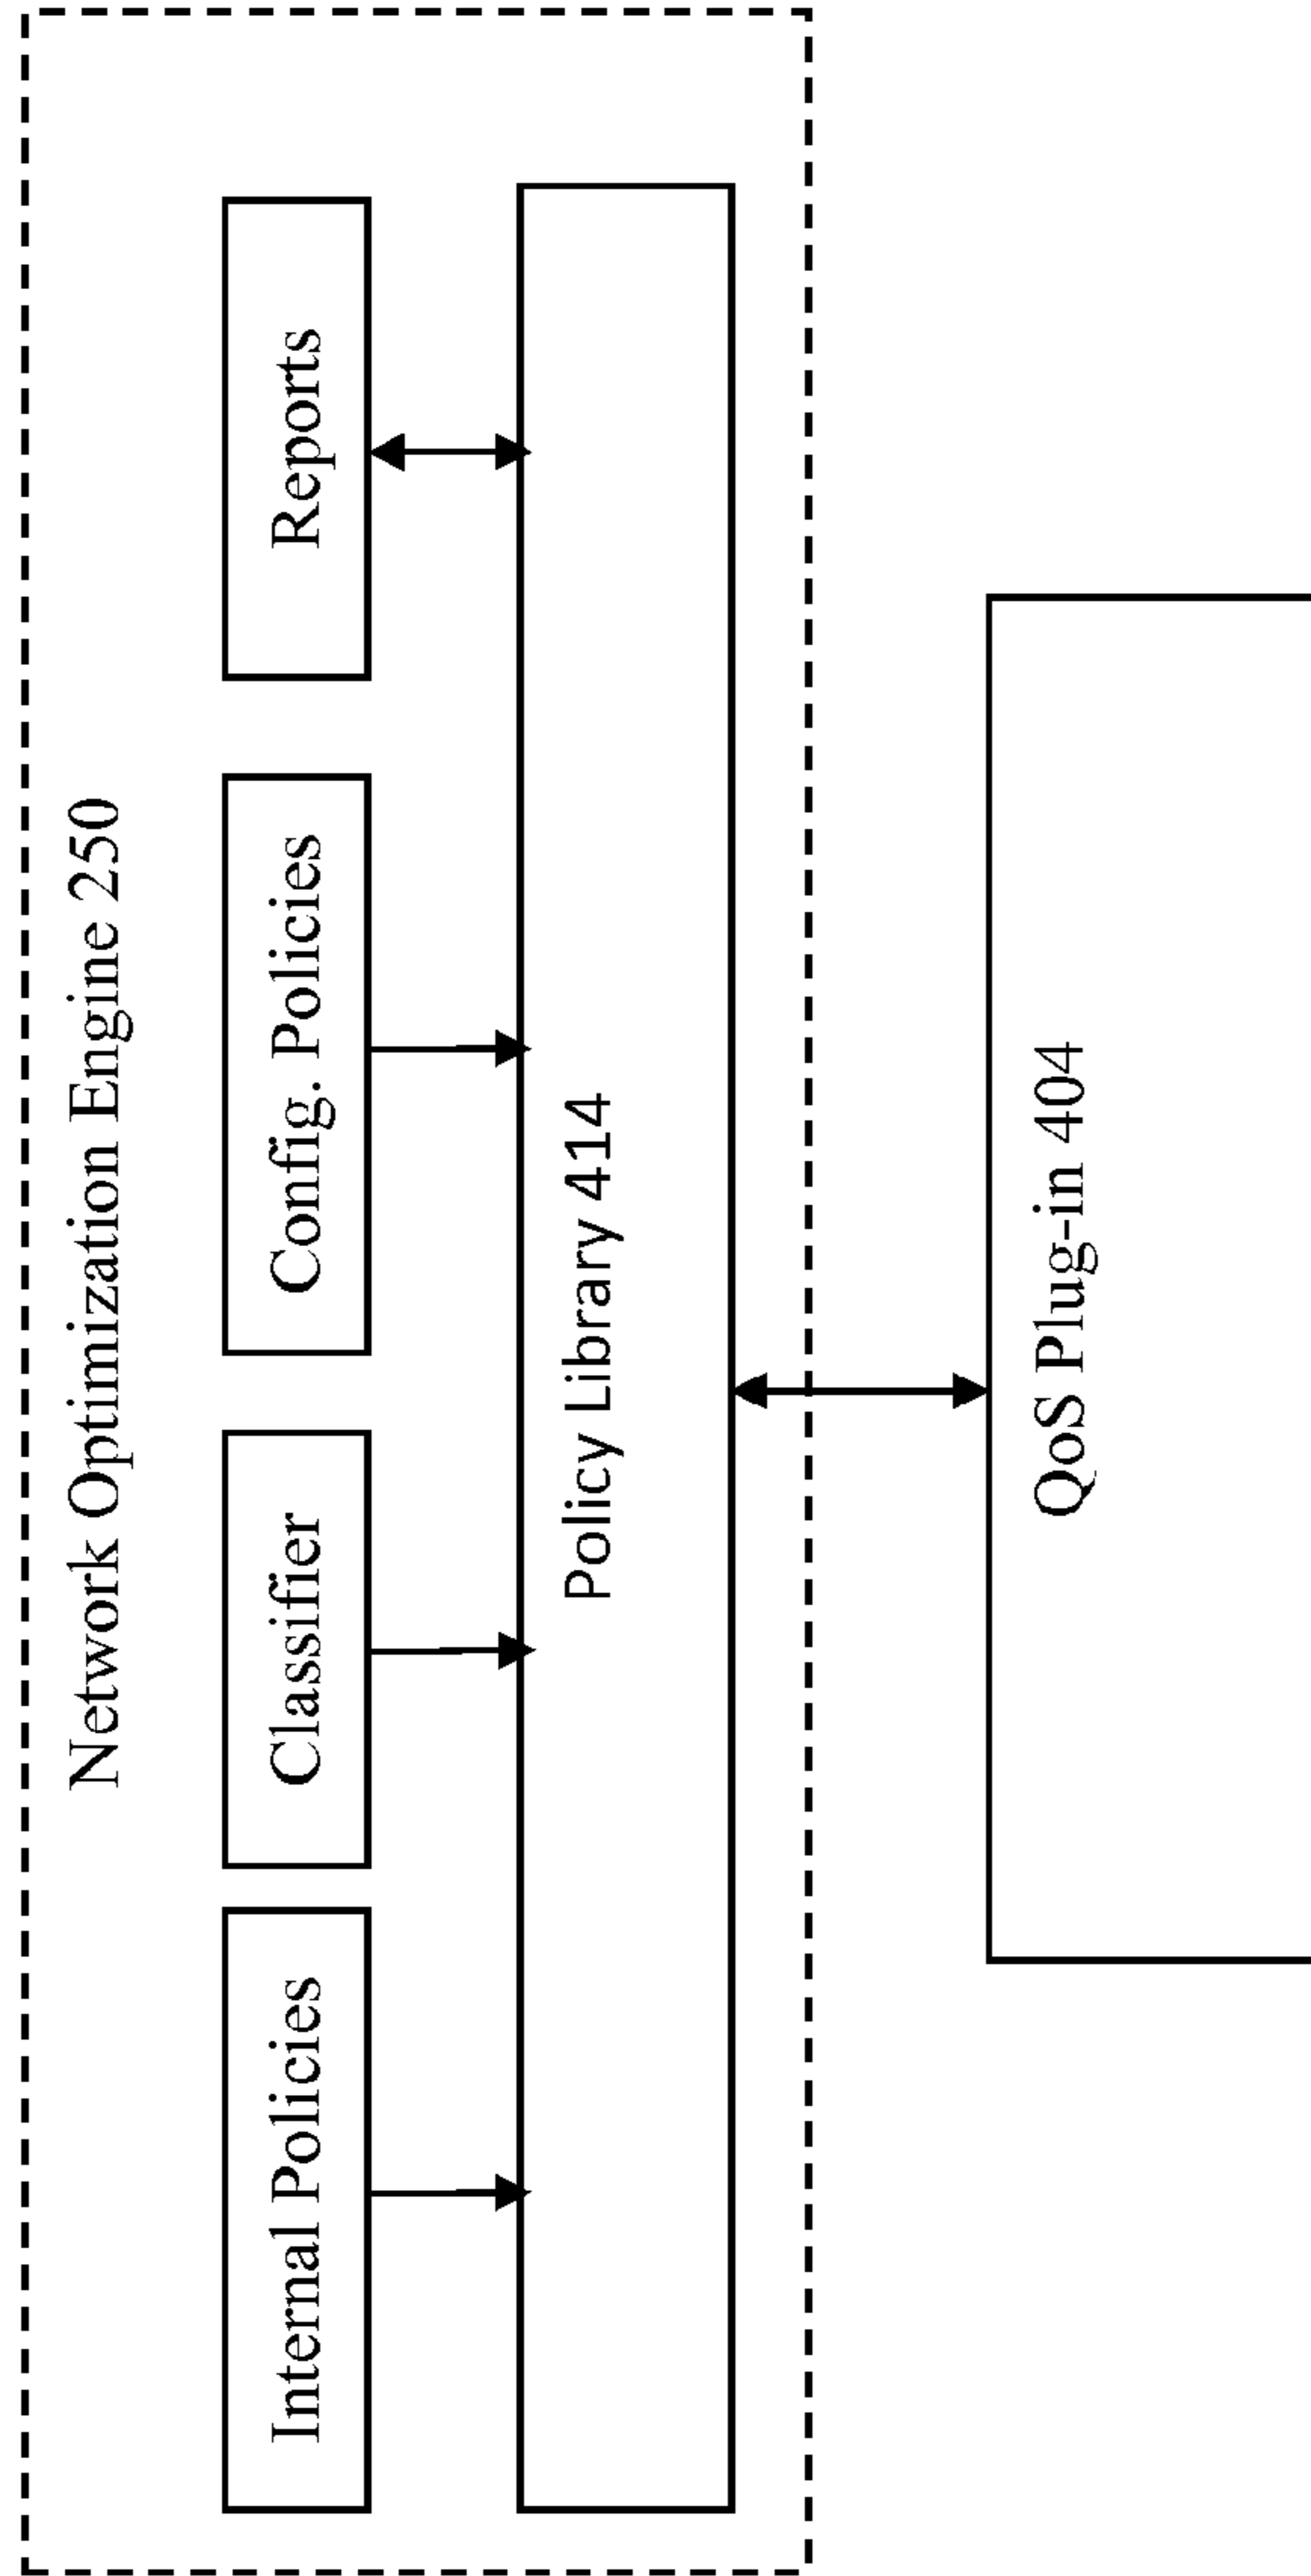 Network Optimization Engine 250
Internal Policies
Classifier
Config. Policies
Reports
Policy Library 414
QoS Plug-in 404